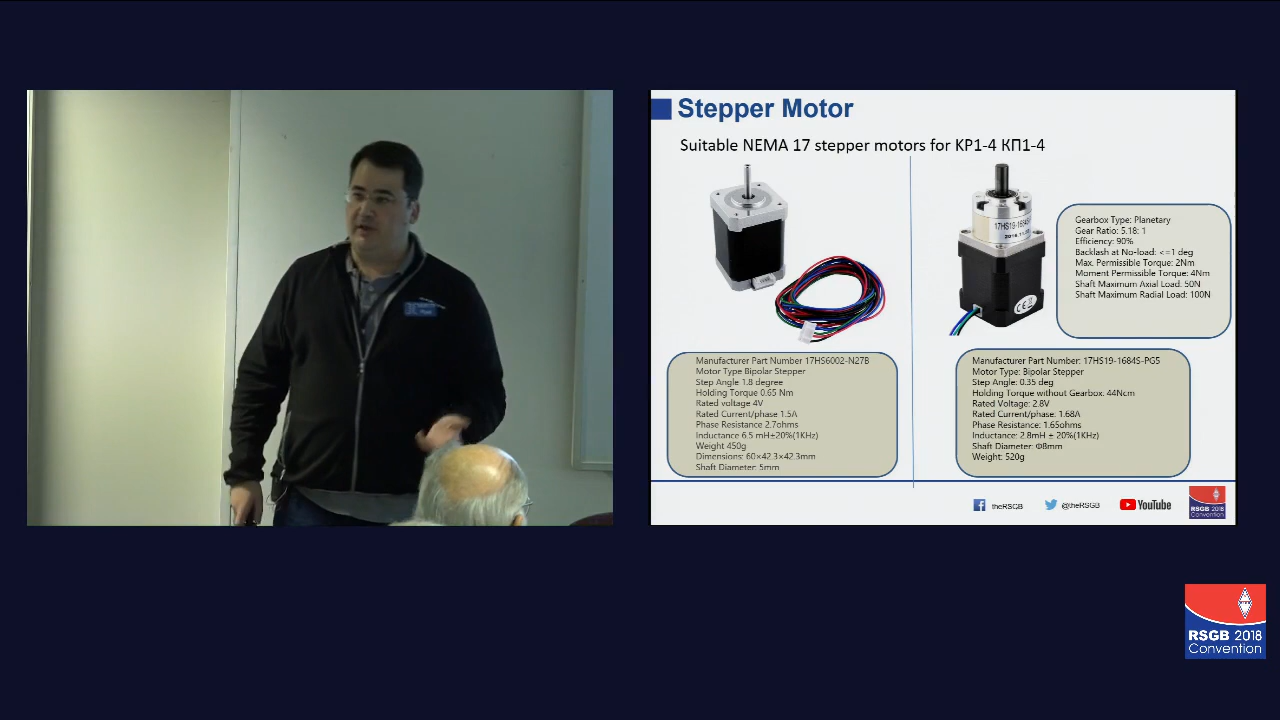 Stepper Motor
Suitable NEMA 17 stepper motors for KP1-4 КП1-4
17HS19-1684S
Gearbox Type: Planetary
Gear Ratio: 5.18: 1
Efficiency: 90%
Backlash at No-load: <=1 deg
Max. Permissible Torque: 2Nm
Moment Permissible Torque: 4Nm
Shaft Maximum Axial Load: 50N
Shaft Maximum Radial Load: 100N
CE
Manufacturer Part Number 17HS6002-N27B
Motor Type Bipolar Stepper
Step Angle 1.8 degree
Holding Torque 0.65 Nm
Rated voltage 4V
Rated Current/phase 1.5A
Phase Resistance 2.7ohms
Inductance 6.5 mH±20%(1KHz)
Weight 450g
Dimensions: 60×42.3×42.3mm
Shaft Diameter: 5mm
Manufacturer Part Number: 17HS19-1684S-PG5
Motor Type: Bipolar Stepper
Step Angle: 0.35 deg
Holding Torque without Gearbox: 44Ncm
Rated Voltage: 2.8V
Rated Current/phase: 1.68A
Phase Resistance: 1.65ohms
Inductance: 2.8mH ± 20%(1KHz)
Shaft Diameter: Φ8mm
Weight: 520g
theRSGB
@theRSGB
YouTube
RSGB 2018
Convention
RSGB 2018
Convention